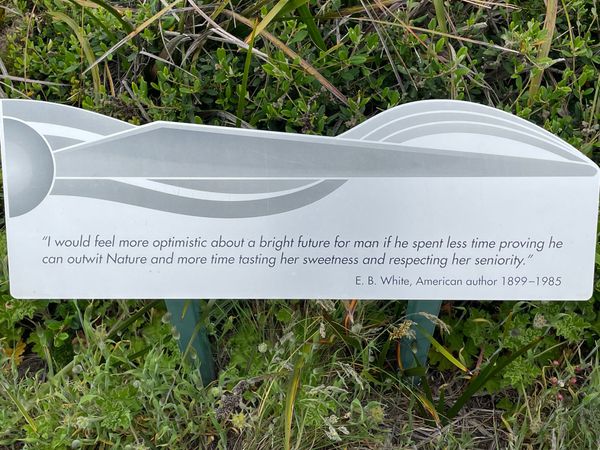 "I would feel more optimistic about a bright future for man if he spent less time proving he
can outwit Nature and more time tasting her sweetness and respecting her seniority."
E. B. White, American author 1899–1985